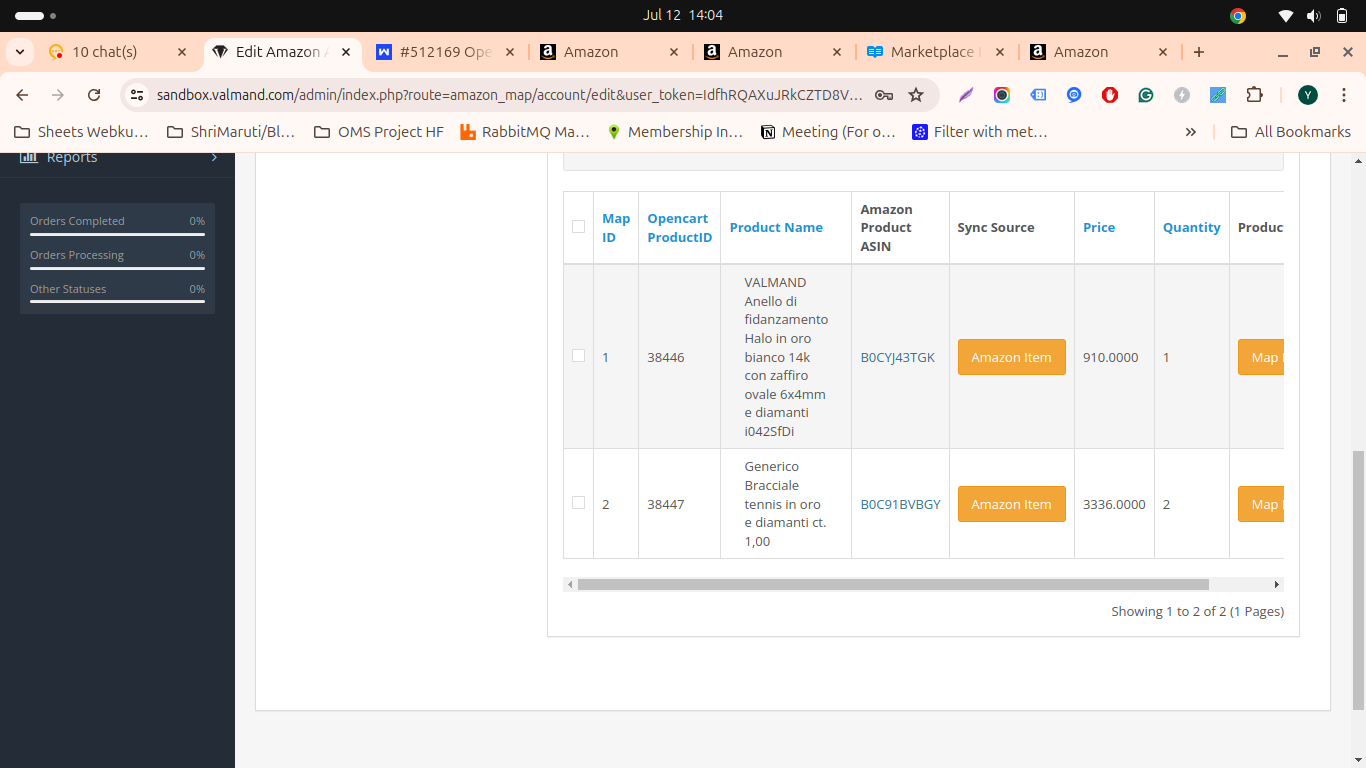 Jul 12 14:04
10 chat(s)
Edit Amazon A
#512169 Ope
Amazon
Amazon
Marketplace
Amazon
sandbox.valmand.com/admin/index.php?route=amazon_map/account/edit&user_token=IdfhRQAXuJRkCZTD8V...
Y
Sheets Webku...
ShriMaruti/Bl...
OMS Project HF
RabbitMQ Ma...
Membership In...
Meeting (For o...
Filter with met...
»
All Bookmarks
Reports
Orders Completed 0%
Orders Processing 0%
Other Statuses 0%
Map ID
Opencart ProductID
Product Name
Amazon Product ASIN
Sync Source
Price
Quantity
Produc
1
38446
VALMAND
Anello di
fidanzamento
Halo in oro
bianco 14k
con zaffiro
ovale 6x4mm
e diamanti
i042SfDi
B0CYJ43TGK
Amazon Item
910.0000
1
Map
2
38447
Generico
Bracciale
tennis in oro
e diamanti ct.
1,00
B0C91BVBGY
Amazon Item
3336.0000
2
Map
Showing 1 to 2 of 2 (1 Pages)